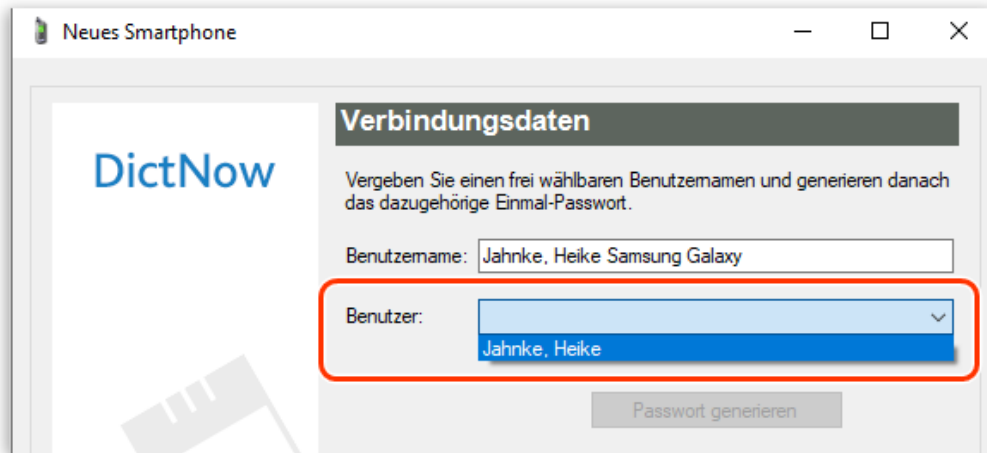 Neues Smartphone
DictNow
Verbindungsdaten
Vergeben Sie einen frei wählbaren Benutzernamen und generieren danach
das dazugehörige Einmal-Passwort.
Benutzername: Jahnke, Heike Samsung Galaxy
Benutzer:
Jahnke, Heike
Passwort generieren